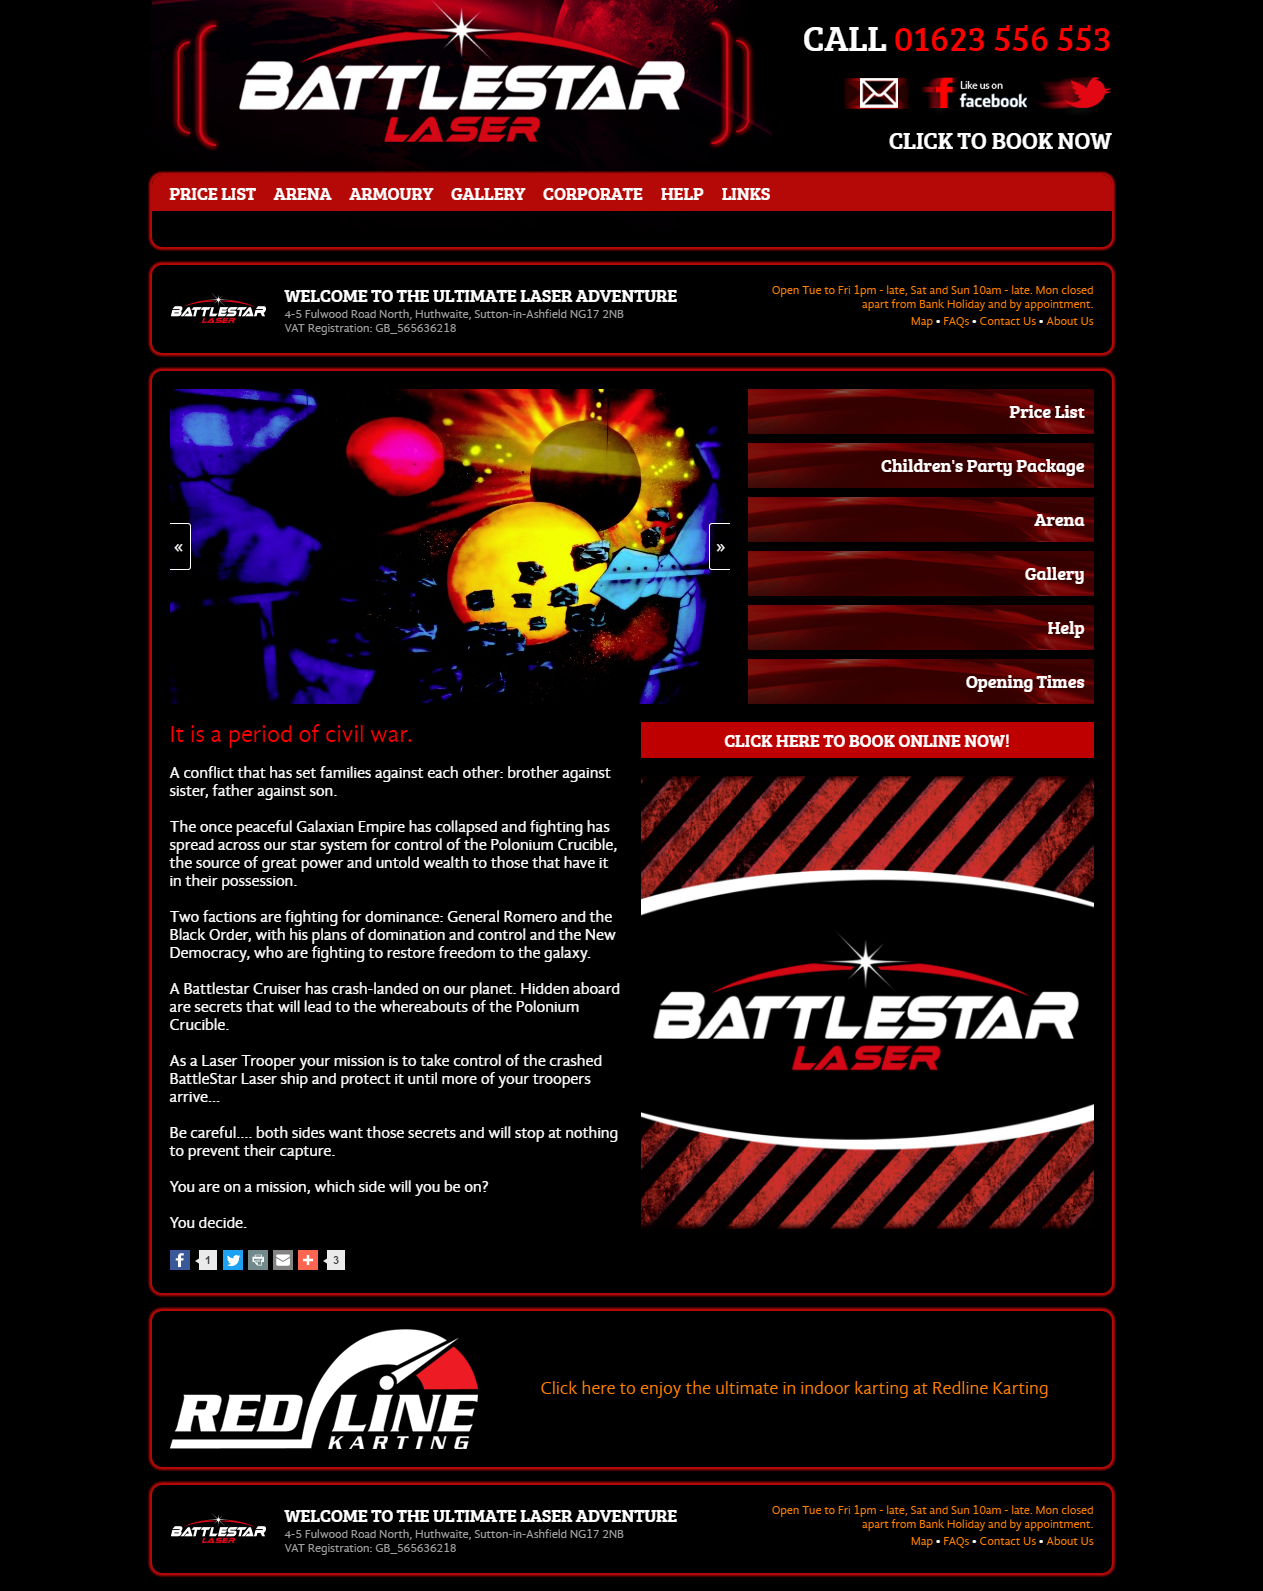 BATTLESTAR
LASER
CALL 01623 556 553
Like us on
facebook
CLICK TO BOOK NOW
PRICE LIST ARENA ARMOURY GALLERY CORPORATE HELP LINKS
BATTLESTAR
LASER
WELCOME TO THE ULTIMATE LASER ADVENTURE
4-5 Fulwood Road North, Huthwaite, Sutton-in-Ashfield NG17 2NB
VAT Registration: GB_565636218
Open Tue to Fri 1pm - late, Sat and Sun 10am - late. Mon closed
apart from Bank Holiday and by appointment.
Map • FAQs • Contact Us • About Us
«
»
Price List
Children's Party Package
Arena
Gallery
Help
Opening Times
It is a period of civil war.
A conflict that has set families against each other: brother against
sister, father against son.
The once peaceful Galaxian Empire has collapsed and fighting has
spread across our star system for control of the Polonium Crucible,
the source of great power and untold wealth to those that have it
in their possession.
Two factions are fighting for dominance: General Romero and the
Black Order, with his plans of domination and control and the New
Democracy, who are fighting to restore freedom to the galaxy.
A Battlestar Cruiser has crash-landed on our planet. Hidden aboard
are secrets that will lead to the whereabouts of the Polonium
Crucible.
As a Laser Trooper your mission is to take control of the crashed
BattleStar Laser ship and protect it until more of your troopers
arrive...
Be careful.... both sides want those secrets and will stop at nothing
to prevent their capture.
You are on a mission, which side will you be on?
You decide.
1
3
CLICK HERE TO BOOK ONLINE NOW!
BATTLESTAR
LASER
RED LINE
KARTING
Click here to enjoy the ultimate in indoor karting at Redline Karting
BATTLESTAR
LASER
WELCOME TO THE ULTIMATE LASER ADVENTURE
4-5 Fulwood Road North, Huthwaite, Sutton-in-Ashfield NG17 2NB
VAT Registration: GB_565636218
Open Tue to Fri 1pm - late, Sat and Sun 10am - late. Mon closed
apart from Bank Holiday and by appointment.
Map • FAQs • Contact Us • About Us